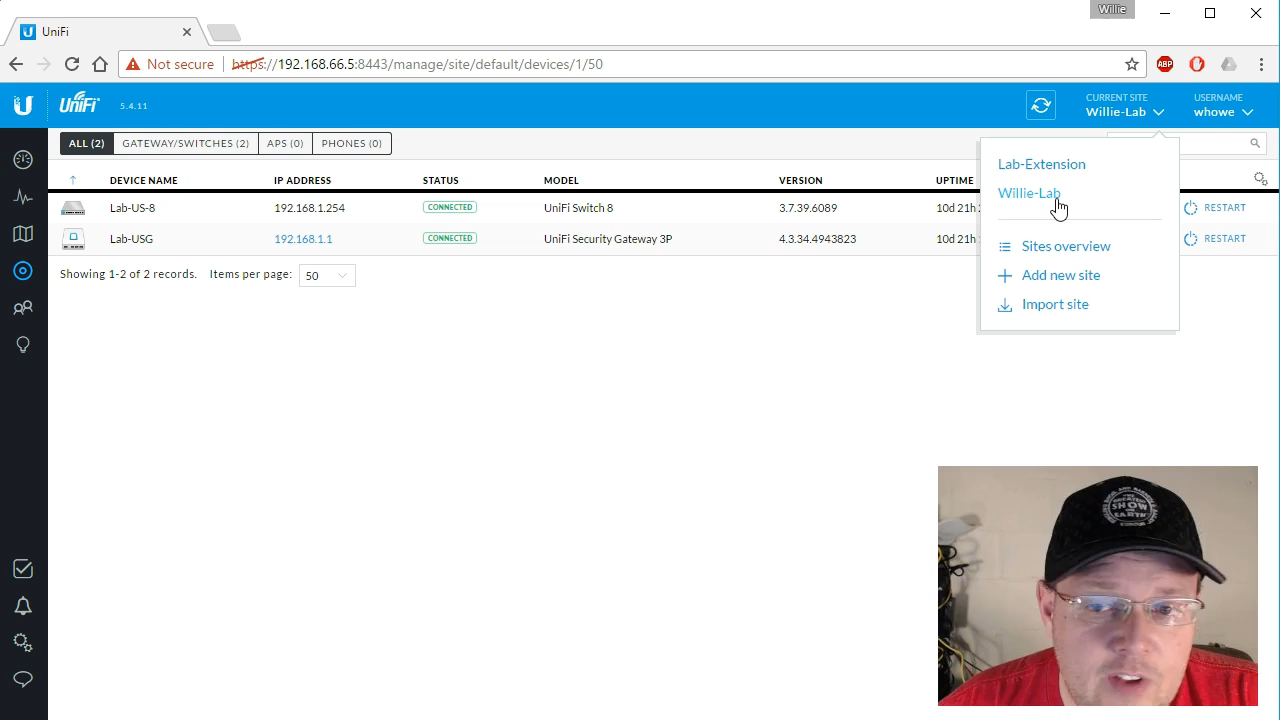 Willie
UniFi
Not secure https://192.168.66.5:8443/manage/site/default/devices/1/50
ABP
U UniFi 5.4.11 CURRENT SITE USERNAME
Willie-Lab whowe
ALL (2) GATEWAY/SWITCHES (2) APS (0) PHONES (0)
Lab-Extension
Willie-Lab
Sites overview
Add new site
Import site
DEVICE NAME IP ADDRESS STATUS MODEL VERSION UPTIME
Lab-US-8 192.168.1.254 CONNECTED UniFi Switch 8 3.7.39.6089 10d 21h RESTART
Lab-USG 192.168.1.1 CONNECTED UniFi Security Gateway 3P 4.3.34.4943823 10d 21h RESTART
Showing 1-2 of 2 records. Items per page: 50
SHOW
EARTH